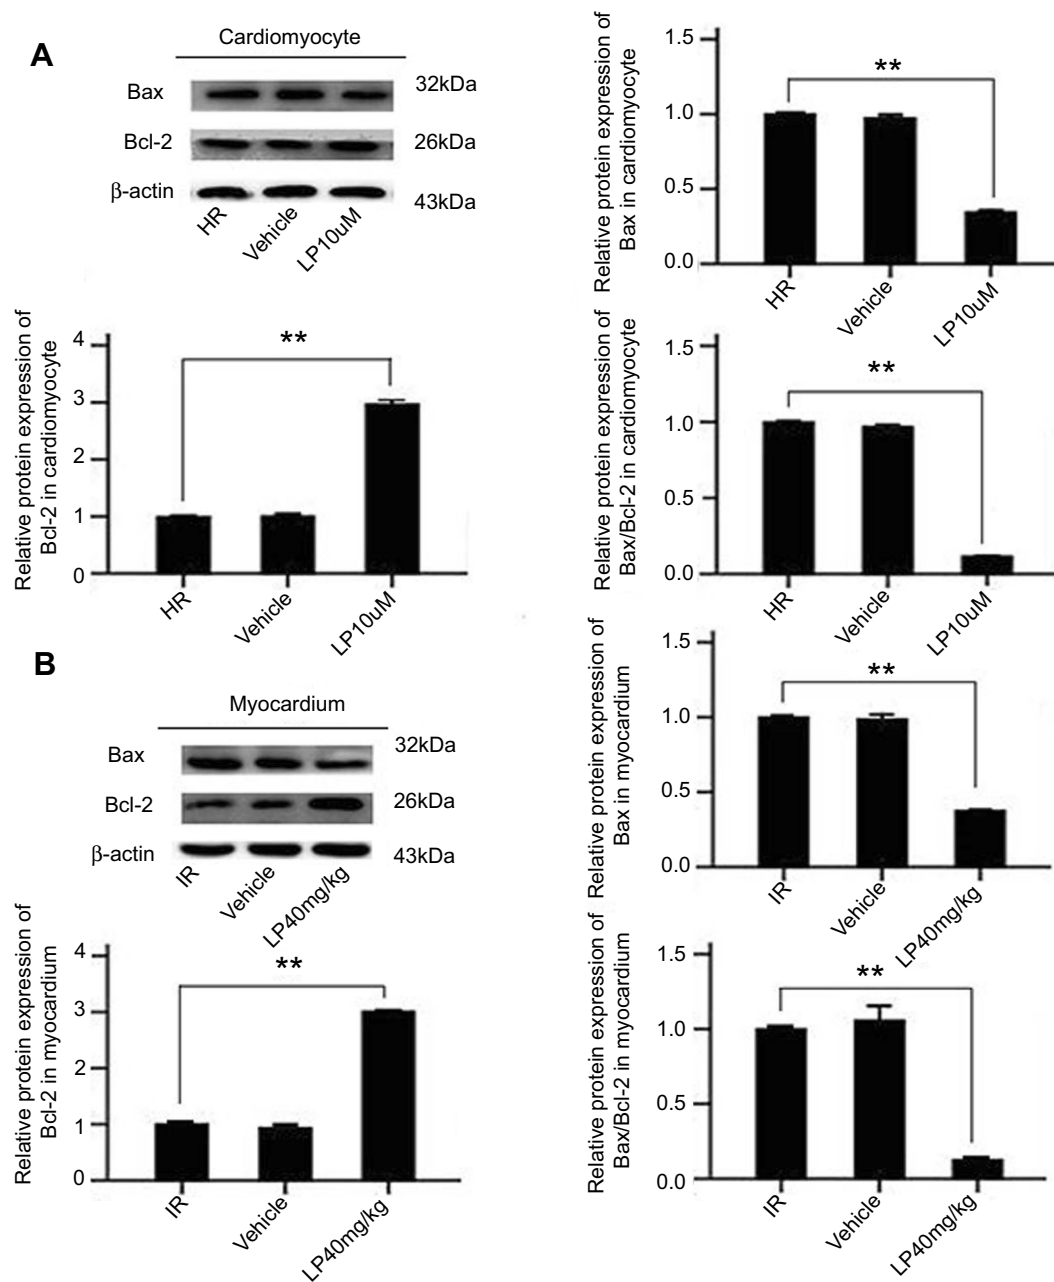 A
Cardiomyocyte
Bax
32kDa
Bcl-2
26kDa
β-actin
43kDa
HR
Vehicle
LP10uM
Relative protein expression of
Bax in cardiomyocyte
1.5
1.0
0.5
0.0
**
HR
Vehicle
LP10uM
Relative protein expression of
Bcl-2 in cardiomyocyte
4
3
2
1
0
**
HR
Vehicle
LP10uM
Relative protein expression of
Bax/Bcl-2 in cardiomyocyte
1.5
1.0
0.5
0.0
**
HR
Vehicle
LP10uM
B
Myocardium
Bax
32kDa
Bcl-2
26kDa
β-actin
43kDa
IR
Vehicle
LP40mg/kg
Relative protein expression of
Bax in myocardium
1.5
1.0
0.5
0.0
**
IR
Vehicle
LP40mg/kg
Relative protein expression of
Bcl-2 in myocardium
4
3
2
1
0
**
IR
Vehicle
LP40mg/kg
Relative protein expression of
Bax/Bcl-2 in myocardium
1.5
1.0
0.5
0.0
**
IR
Vehicle
LP40mg/kg